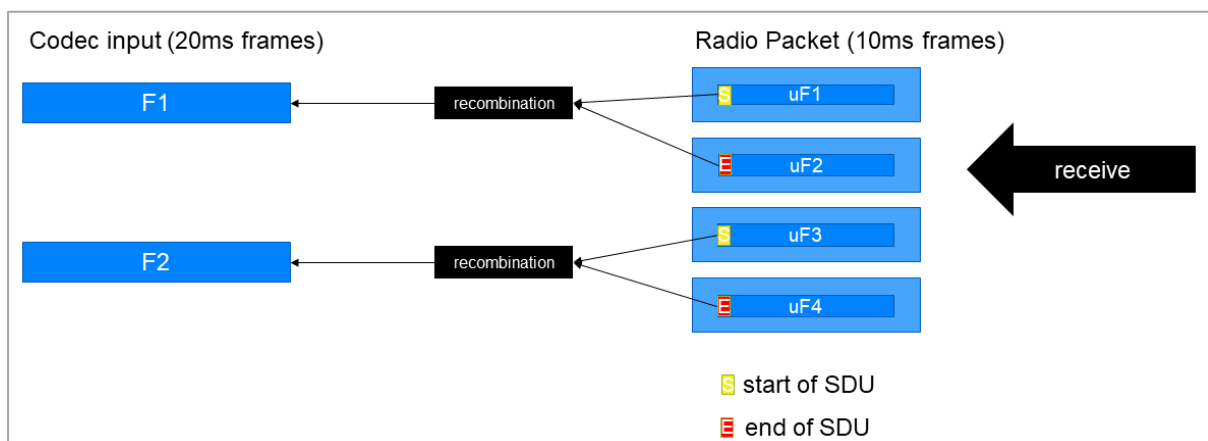 Codec input (20ms frames)
Radio Packet (10ms frames)
F1
recombination
S
uF1
E
uF2
receive
F2
recombination
S
uF3
E
uF4
S start of SDU
E end of SDU